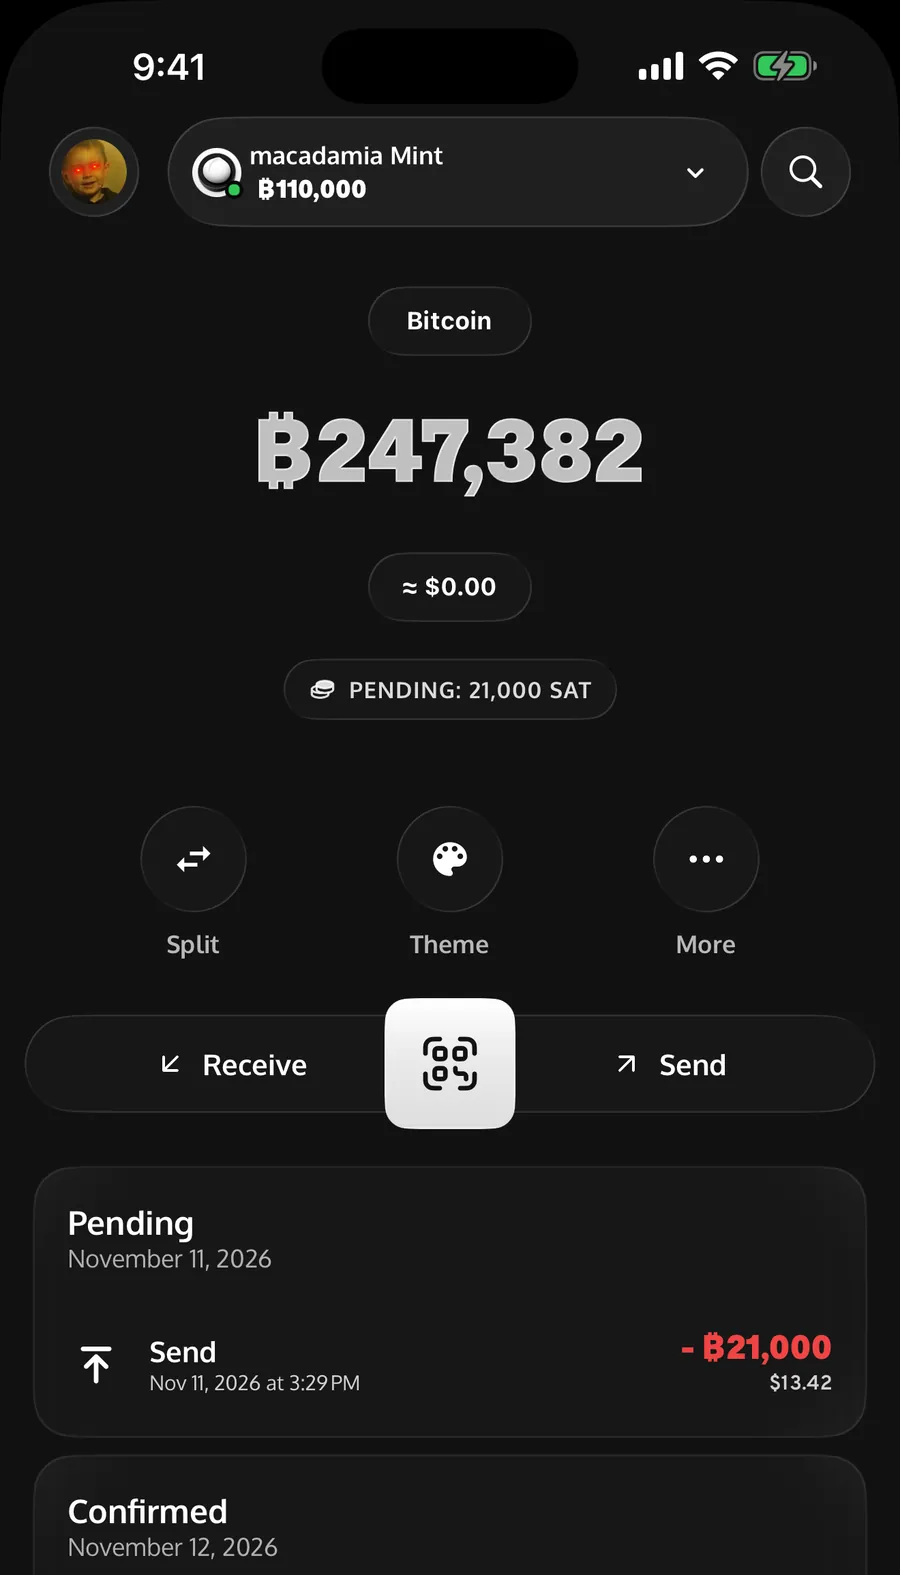 9:41
macadamia Mint
₿110,000
Bitcoin
₿247,382
≈ $0.00
PENDING: 21,000 SAT
Split
Theme
More
Receive
Send
Pending
November 11, 2026
Send
- ₿21,000
Nov 11, 2026 at 3:29 PM
$13.42
Confirmed
November 12, 2026